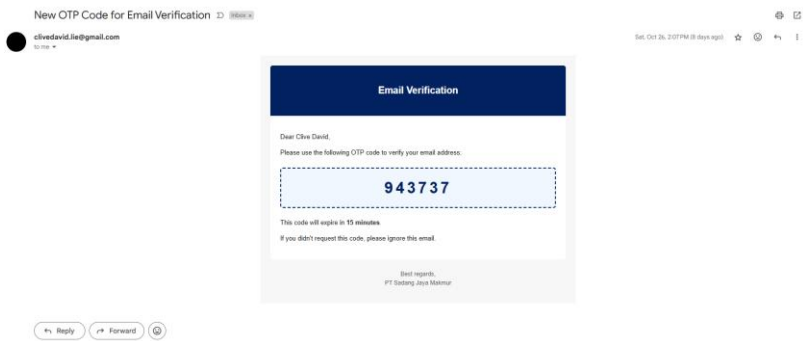 New OTP Code for Email Verification Inbox x
clivedavid.lie@gmail.com
Sat, Oct 26, 2:07 PM (8 days ago)
to me
Email Verification
Dear Clive David,
Please use the following OTP code to verify your email address.
943737
This code will expire in 15 minutes
If you didn't request this code, please ignore this email.
Best regards,
PT Sadang Jaya Makmur
Reply Forward